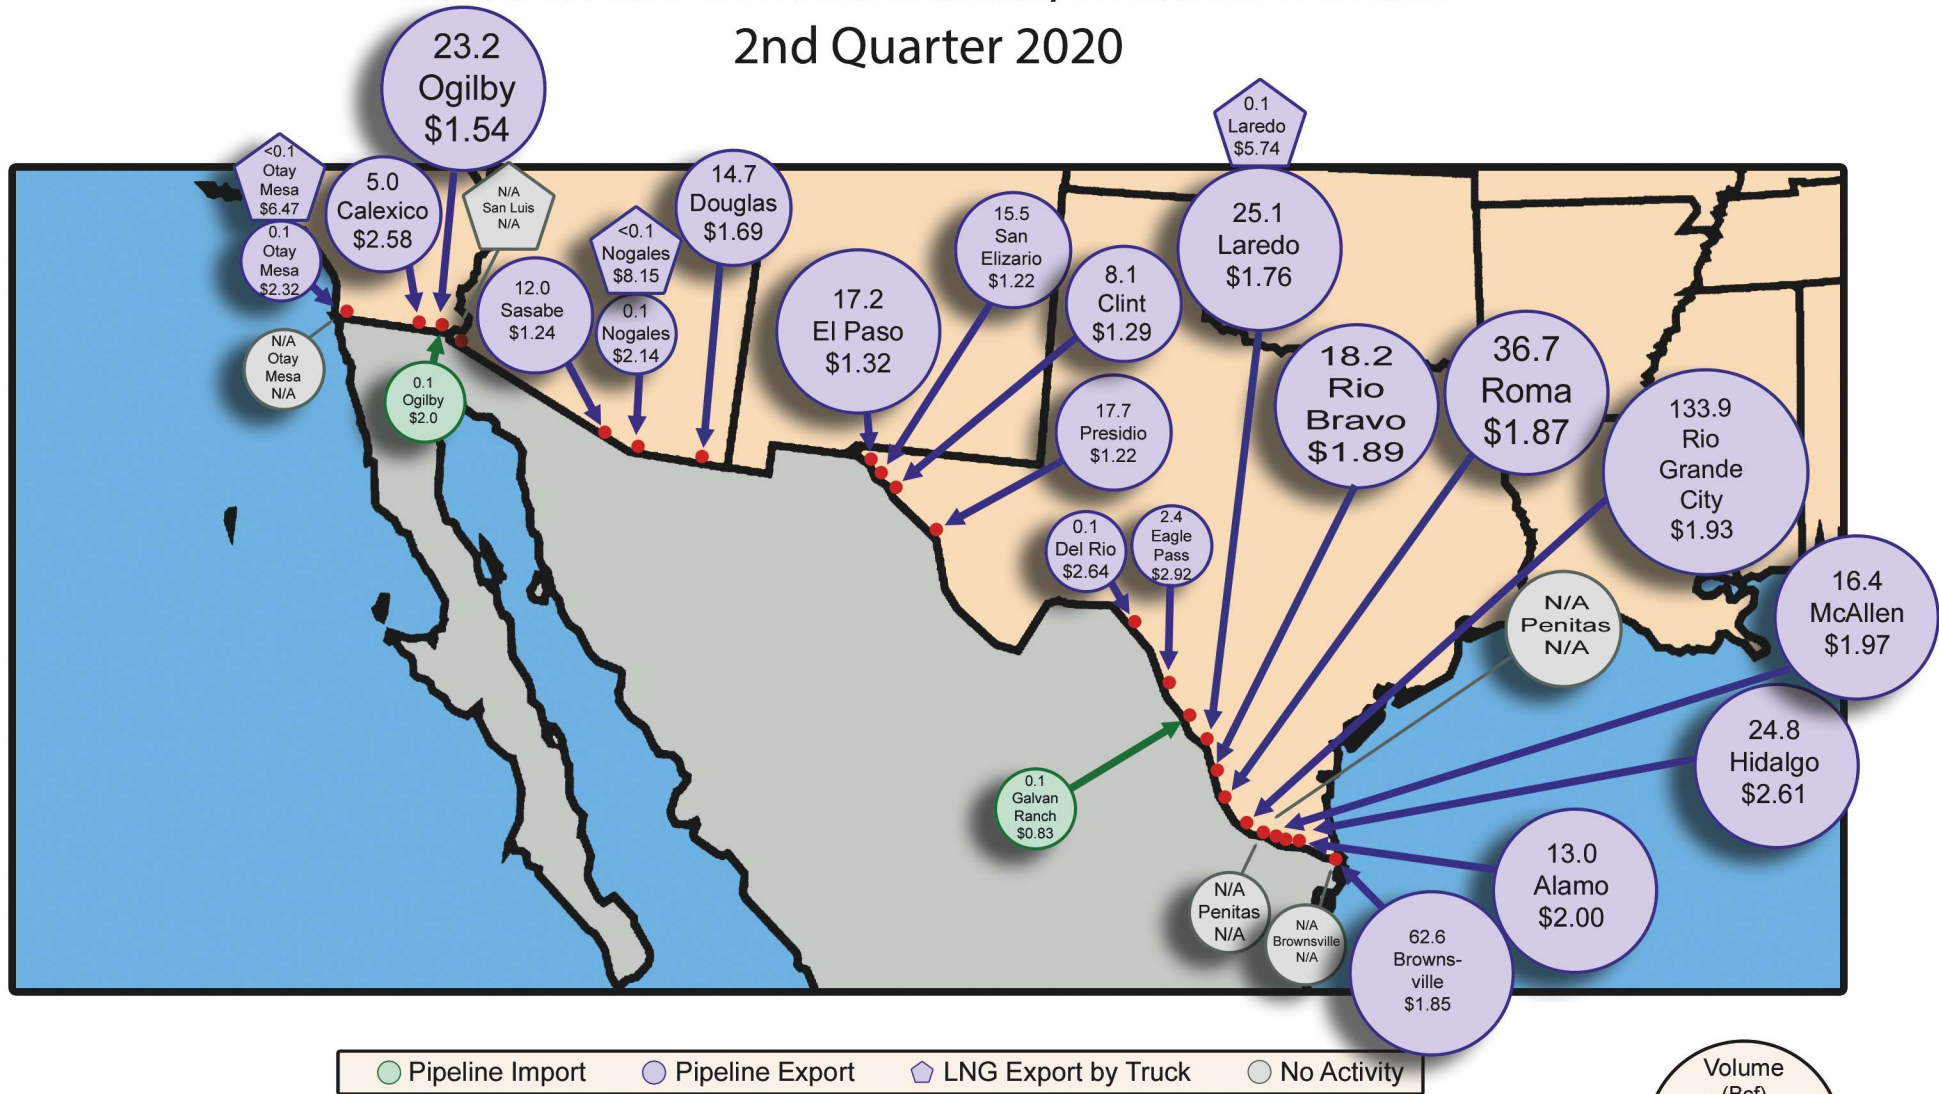 2nd Quarter 2020
23.2
Ogilby
$1.54
<0.1
Otay
Mesa
$6.47
0.1
Otay
Mesa
$2.32
N/A
Otay
Mesa
N/A
5.0
Calexico
$2.58
N/A
San Luis
N/A
0.1
Ogilby
$2.0
12.0
Sasabe
$1.24
<0.1
Nogales
$8.15
0.1
Nogales
$2.14
14.7
Douglas
$1.69
17.2
El Paso
$1.32
15.5
San
Elizario
$1.22
8.1
Clint
$1.29
17.7
Presidio
$1.22
0.1
Del Rio
$2.64
2.4
Eagle
Pass
$2.92
0.1
Laredo
$5.74
25.1
Laredo
$1.76
18.2
Rio
Bravo
$1.89
36.7
Roma
$1.87
133.9
Rio
Grande
City
$1.93
N/A
Penitas
N/A
16.4
McAllen
$1.97
24.8
Hidalgo
$2.61
13.0
Alamo
$2.00
62.6
Browns-
ville
$1.85
0.1
Galvan
Ranch
$0.83
N/A
Penitas
N/A
N/A
Brownsville
N/A
Pipeline Import
Pipeline Export
LNG Export by Truck
No Activity
Volume
(Bcf)